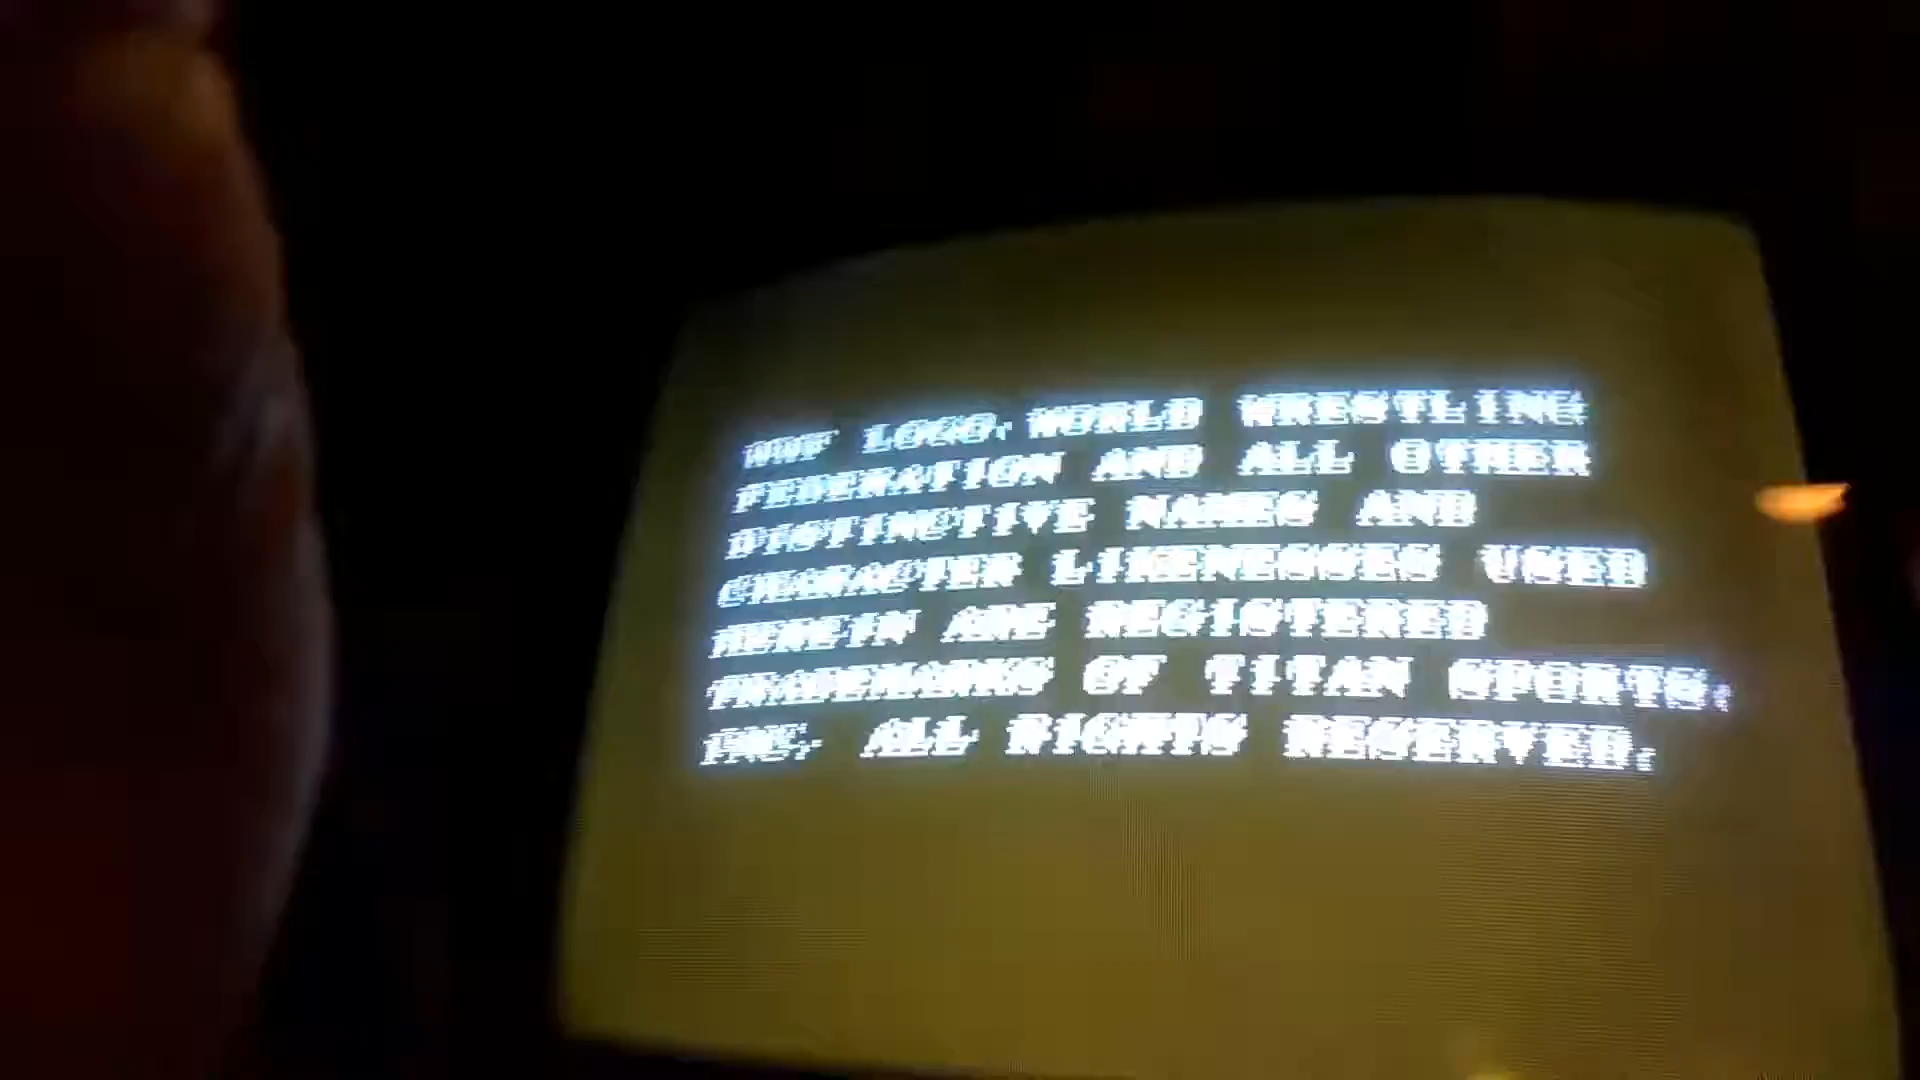 WWF LOGO, WORLD WRESTLING
FEDERATION AND ALL OTHER
DISTINCTIVE NAMES AND
CHARACTER LIKENESSES USED
HEREIN ARE REGISTERED
TRADEMARKS OF TITAN SPORTS,
INC. ALL RIGHTS RESERVED.